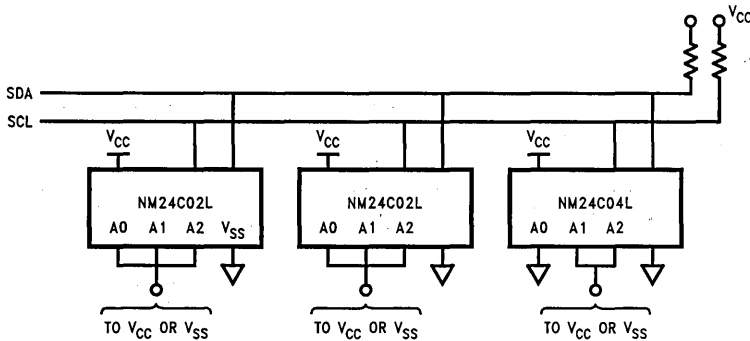 V_CC
SDA
SCL
V_CC V_CC V_CC
NM24C02L NM24C02L NM24C04L
A0 A1 A2 V_SS A0 A1 A2 A1 A2
TO V_CC OR V_SS TO V_CC OR V_SS TO V_CC OR V_SS